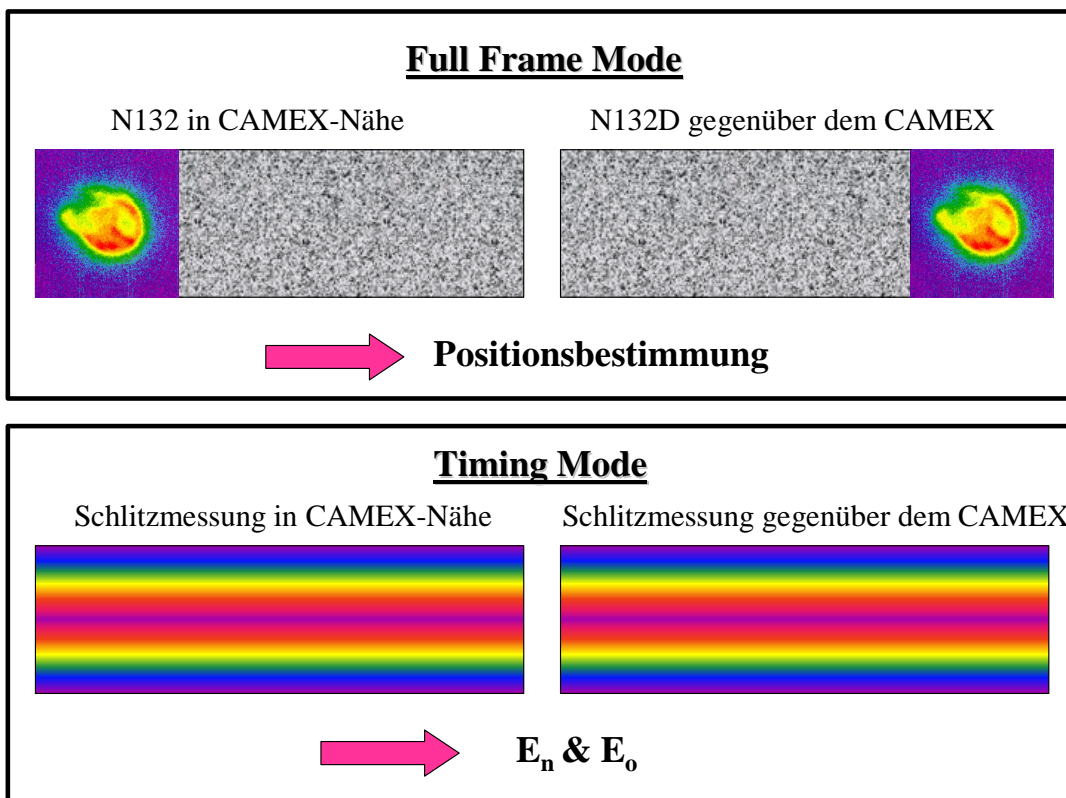 Full Frame Mode
N132 in CAMEX-Nähe
N132D gegenüber dem CAMEX
Positionsbestimmung
Timing Mode
Schlitzmessung in CAMEX-Nähe
Schlitzmessung gegenüber dem CAMEX
Eₙ & Eₒ